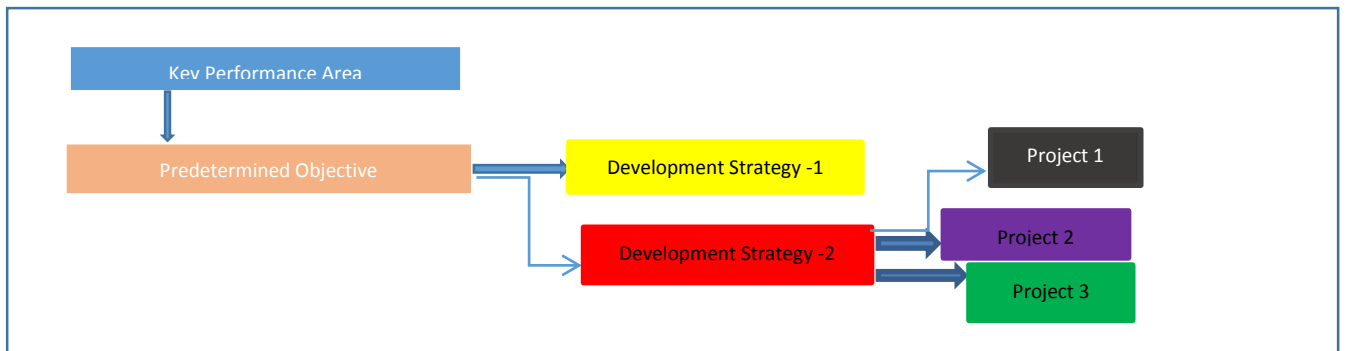 Key Performance Area
Predetermined Objective
Development Strategy -1
Development Strategy -2
Project 1
Project 2
Project 3